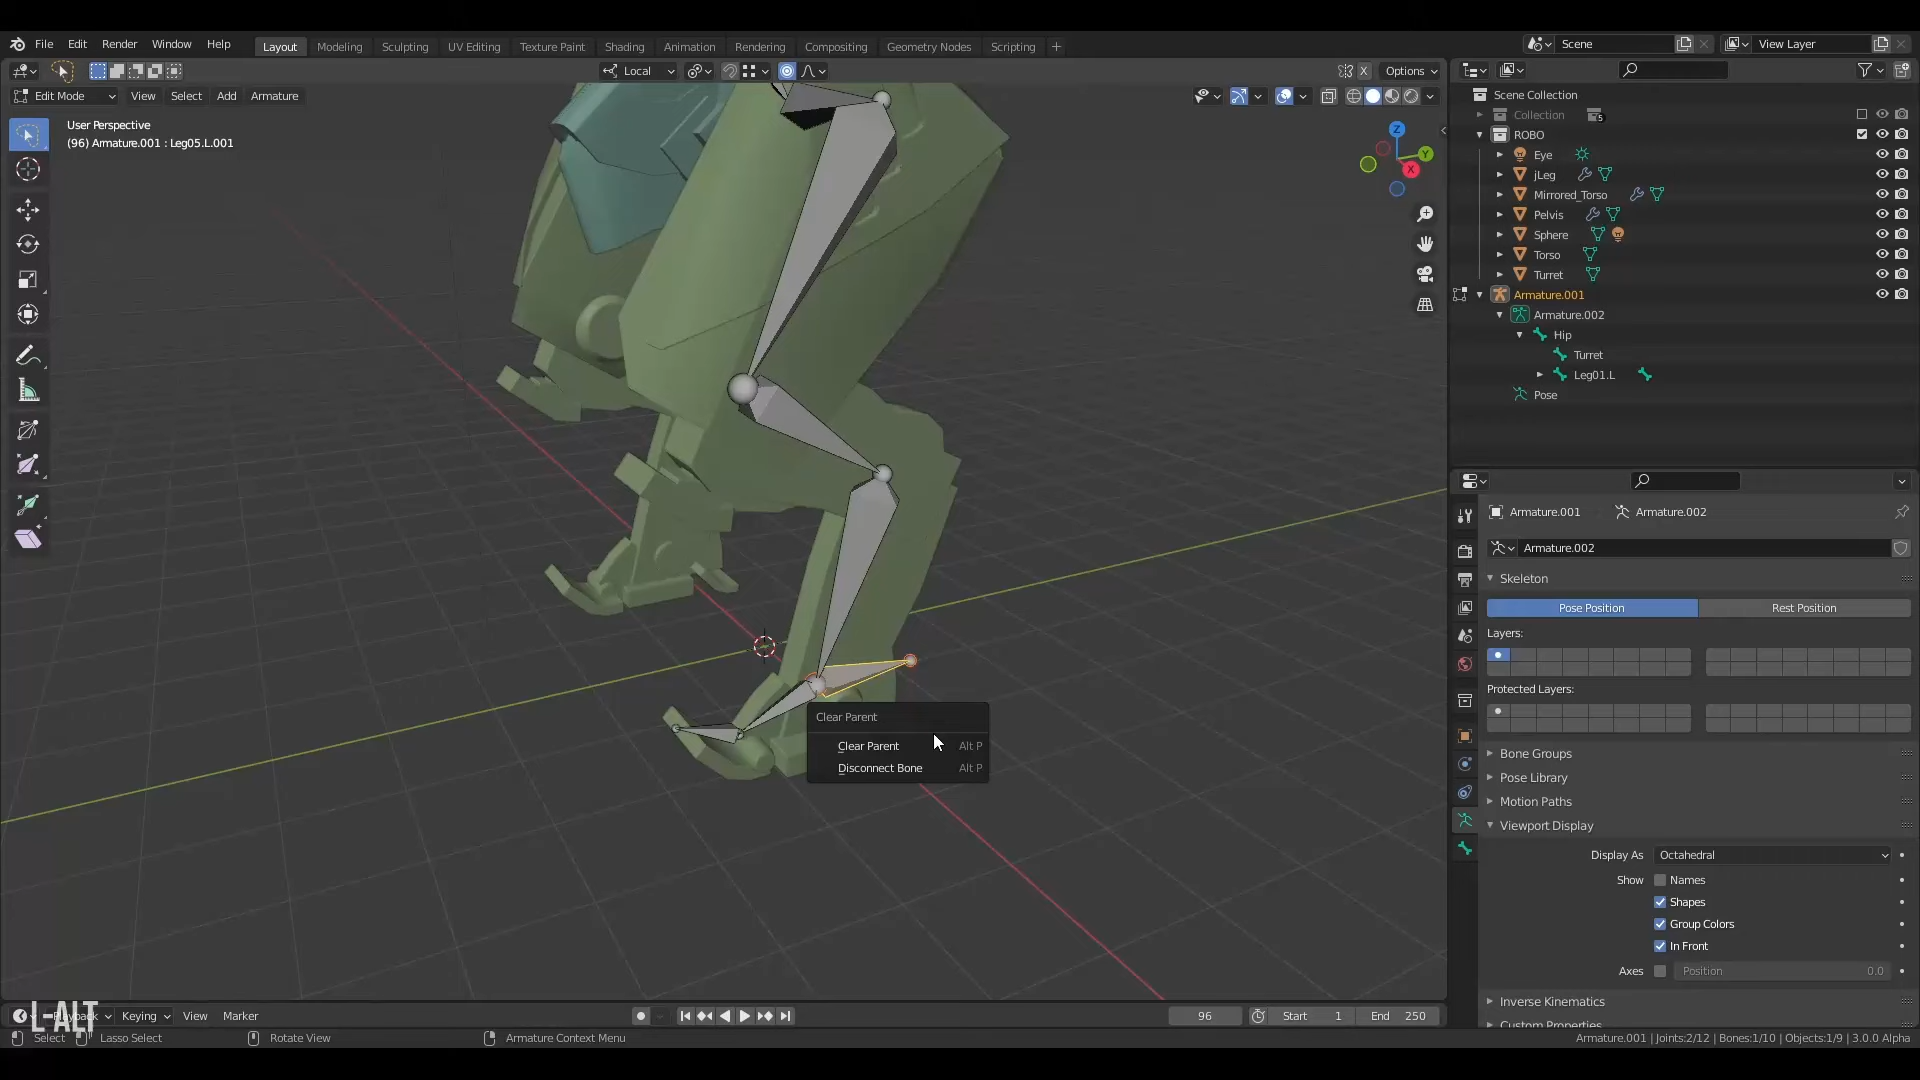 File Edit Render Window Help Layout Modeling Sculpting UV Editing Texture Paint Shading Animation Rendering Compositing Geometry Nodes Scripting + Scene View Layer
Local X Options
Edit Mode View Select Add Armature
User Perspective
(96) Armature.001 : Leg05.L.001
Z
Y
X
Scene Collection
Collection 5
ROBO
Eye
jLeg
Mirrored_Torso
Pelvis
Sphere
Torso
Turret
Armature.001
Armature.002
Hip
Turret
Leg01.L
Pose
Armature.001 Armature.002
Armature.002
Skeleton
Pose Position Rest Position
Layers:
Protected Layers:
Bone Groups
Pose Library
Motion Paths
Viewport Display
Display As Octahedral
Show Names
Shapes
Group Colors
In Front
Axes Position 0.0
Inverse Kinematics
Custom Properties
Clear Parent
Clear Parent Alt P
Disconnect Bone Alt P
L-ALT
Playback Keying View Marker 96 Start 1 End 250
Select Lasso Select Rotate View Armature Context Menu Armature.001 | Joints:2/12 | Bones:1/10 | Objects:1/9 | 3.0.0 Alpha